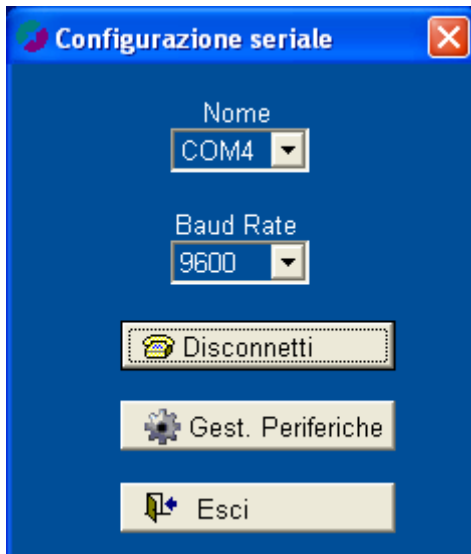 Configurazione seriale
Nome
COM4
Baud Rate
9600
Disconnetti
Gest. Periferiche
Esci